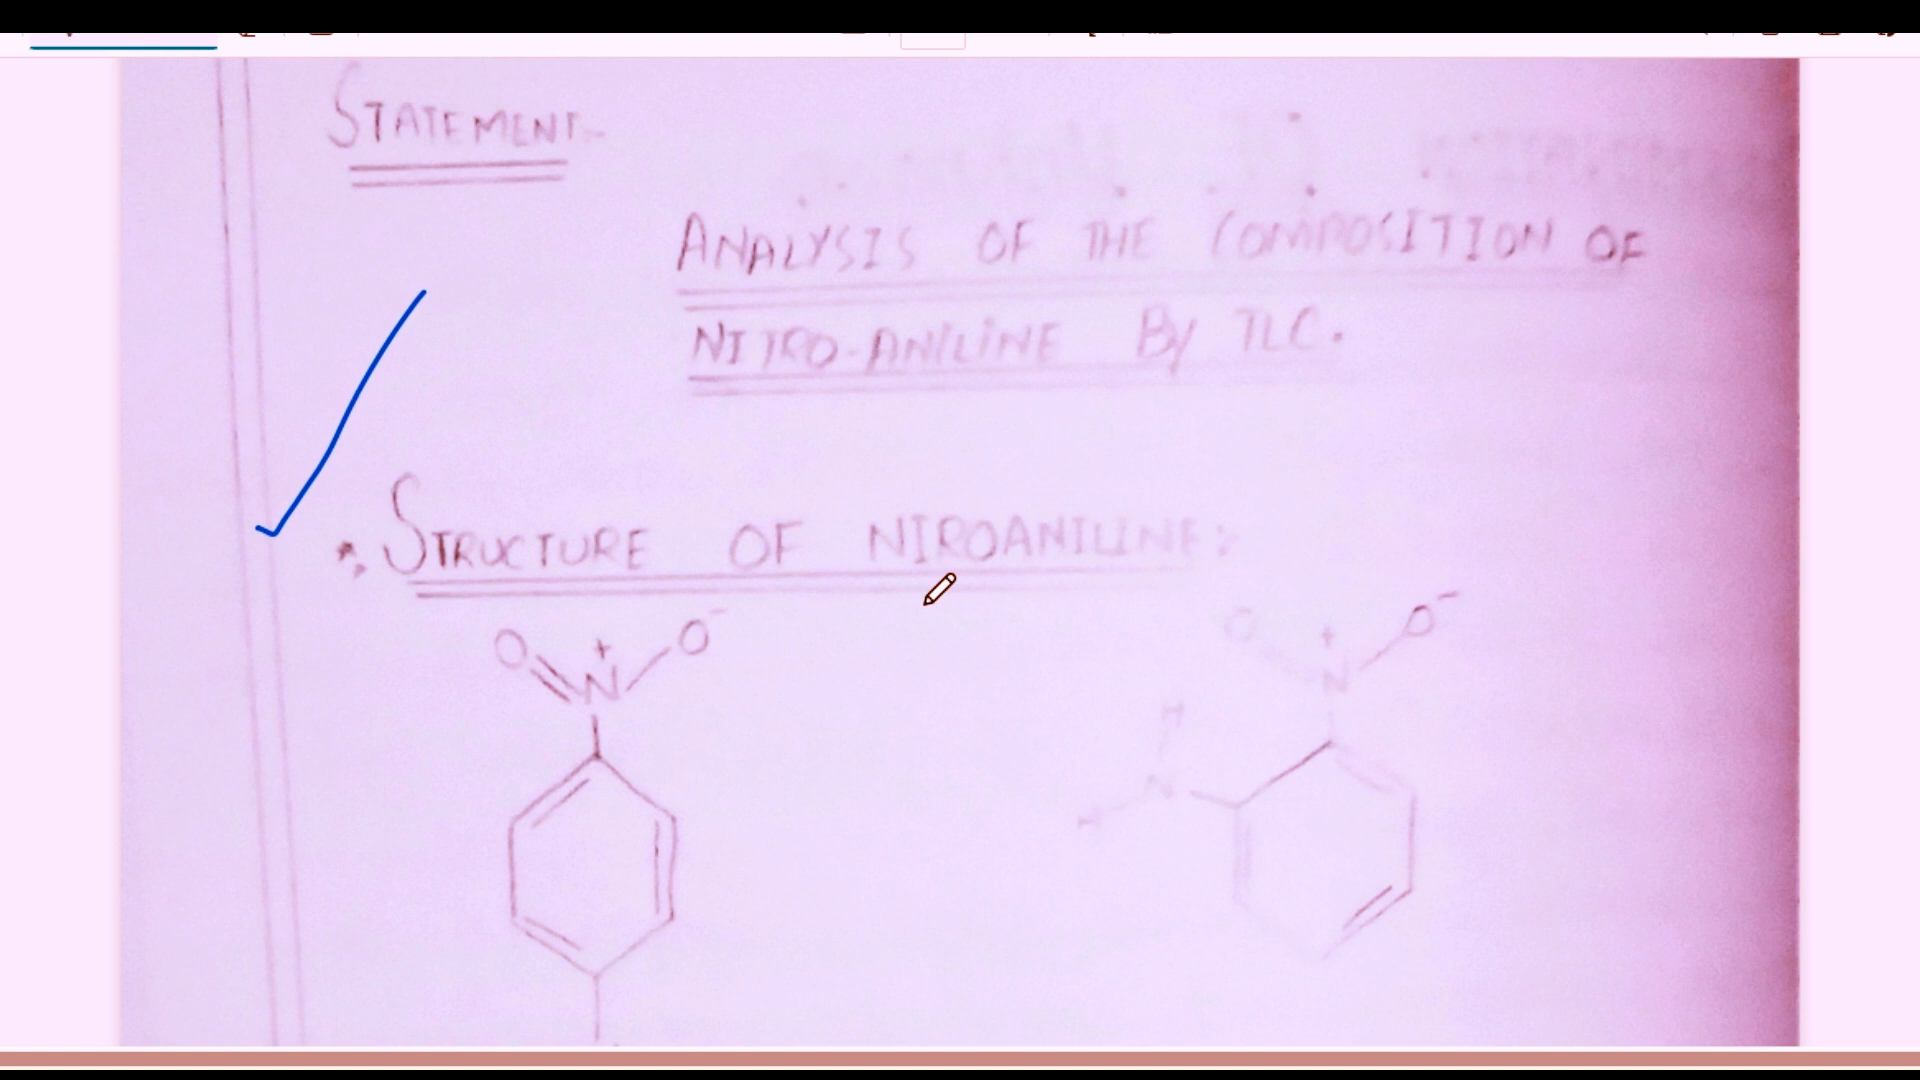 STATEMENT-
ANALYSIS OF THE COMPOSITION OF
NITRO-ANILINE By TLC.
* STRUCTURE OF NIROANILINE:
O N + O -
O N + O -
H
N
H